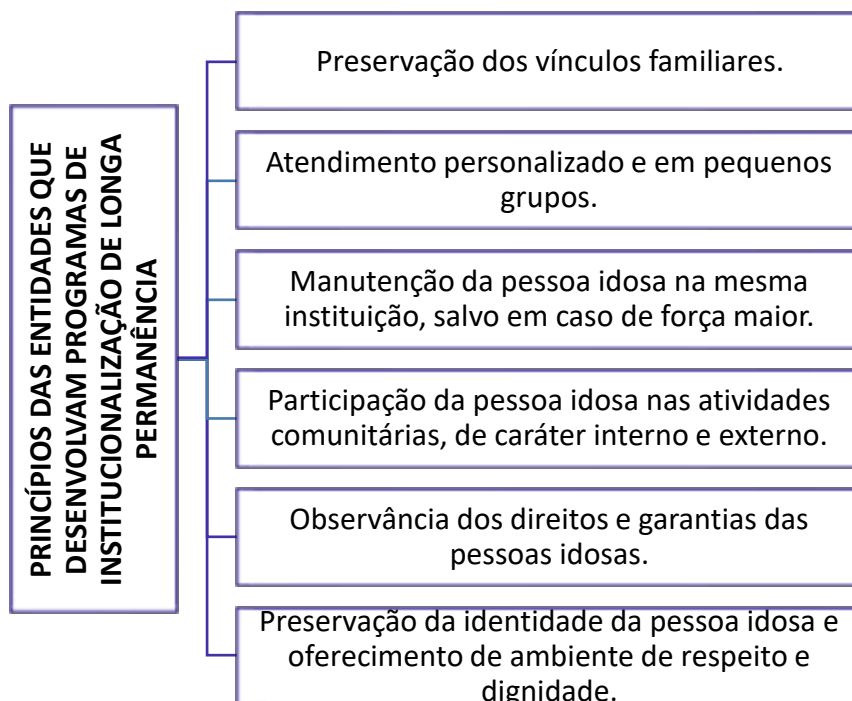 PRINCÍPIOS DAS ENTIDADES QUE
DESENVOLVAM PROGRAMAS DE
INSTITUCIONALIZAÇÃO DE LONGA
PERMANÊNCIA
Preservação dos vínculos familiares.
Atendimento personalizado e em pequenos
grupos.
Manutenção da pessoa idosa na mesma
instituição, salvo em caso de força maior.
Participação da pessoa idosa nas atividades
comunitárias, de caráter interno e externo.
Observância dos direitos e garantias das
pessoas idosas.
Preservação da identidade da pessoa idosa e
oferecimento de ambiente de respeito e
dignidade.